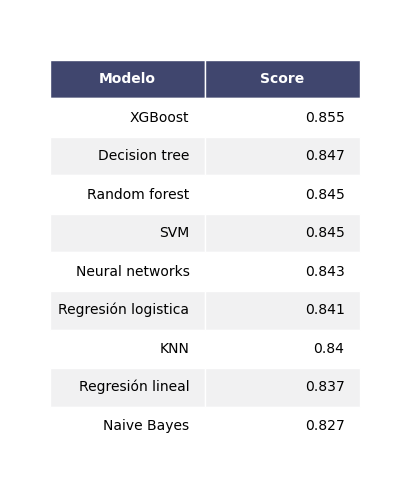 Modelo Score
XGBoost 0.855
Decision tree 0.847
Random forest 0.845
SVM 0.845
Neural networks 0.843
Regresión logistica 0.841
KNN 0.84
Regresión lineal 0.837
Naive Bayes 0.827